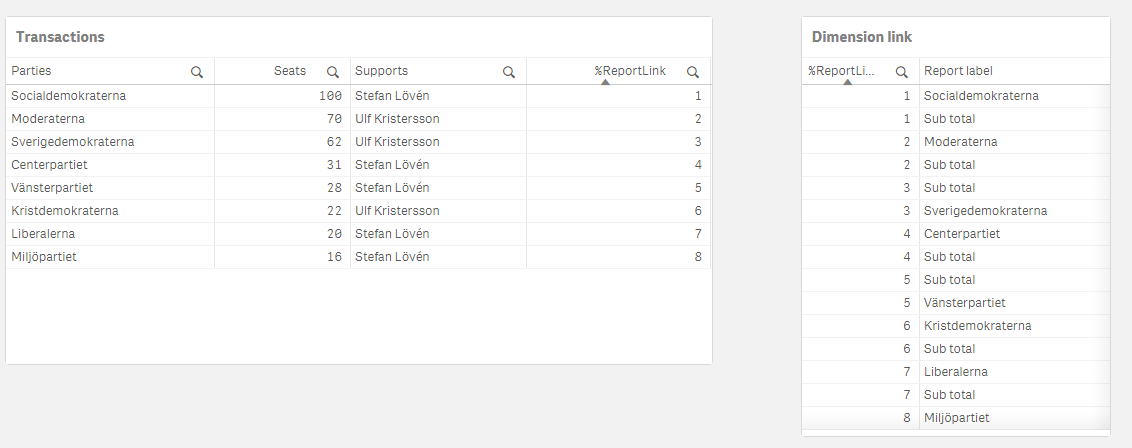 Transactions
Parties Seats Supports %ReportLink
Socialdemokraterna 100 Stefan Lövén 1
Moderaterna 70 Ulf Kristersson 2
Sverigedemokraterna 62 Ulf Kristersson 3
Centerpartiet 31 Stefan Lövén 4
Vänsterpartiet 28 Stefan Lövén 5
Kristdemokraterna 22 Ulf Kristersson 6
Liberalerna 20 Stefan Lövén 7
Miljöpartiet 16 Stefan Lövén 8
Dimension link
%ReportLi... Report label
1 Socialdemokraterna
1 Sub total
2 Moderaterna
2 Sub total
3 Sub total
3 Sverigedemokraterna
4 Centerpartiet
4 Sub total
5 Sub total
5 Vänsterpartiet
6 Kristdemokraterna
6 Sub total
7 Liberalerna
7 Sub total
8 Miljöpartiet